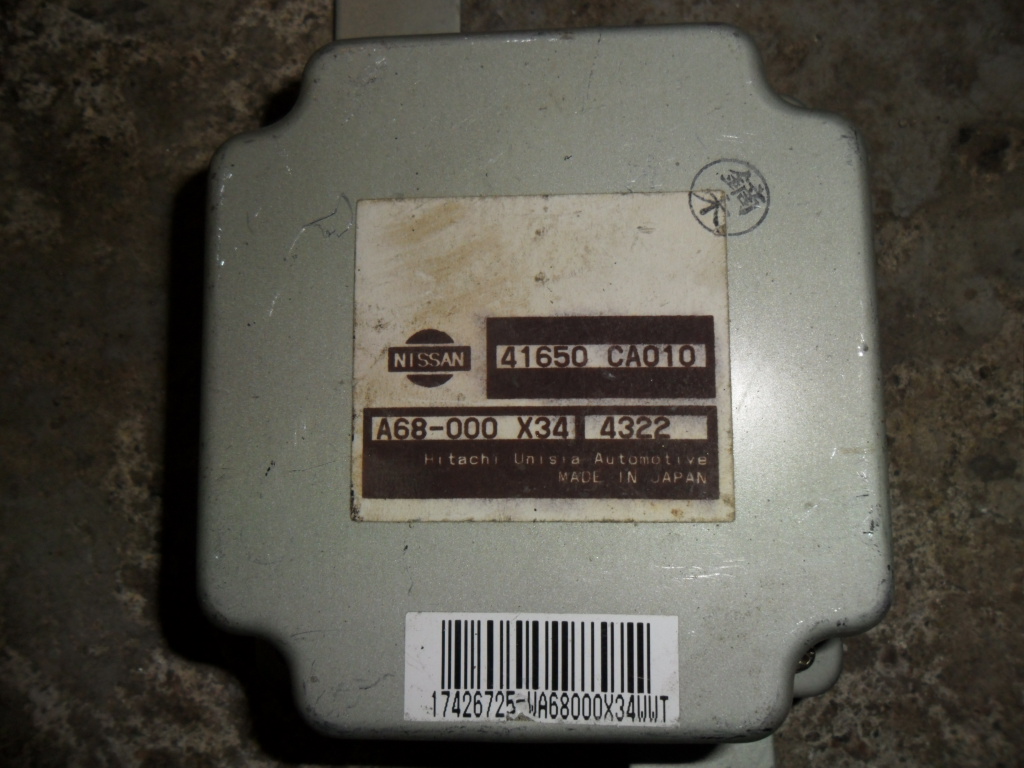 NISSAN
41650 CA010
A68-000 X34 4322
Hitachi Unisia Automotive
MADE IN JAPAN
17426725-WA68000X34WWT